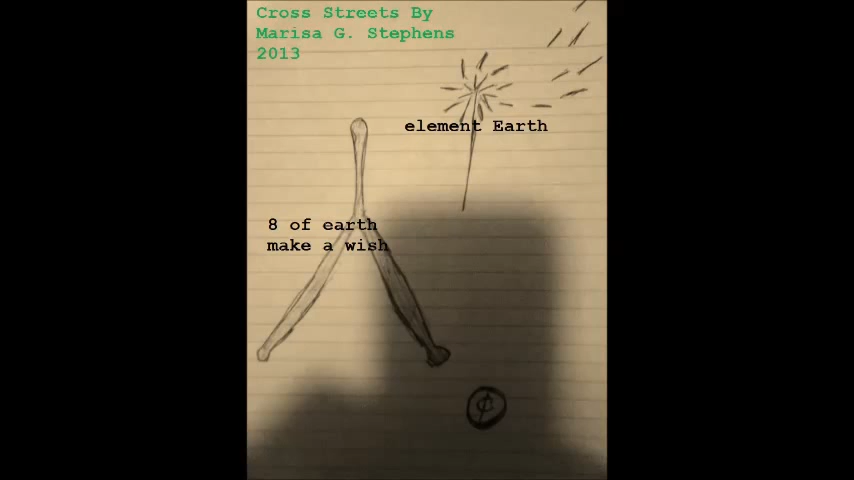 Cross Streets By
Marisa G. Stephens
2013
element Earth
8 of earth
make a wish
¢